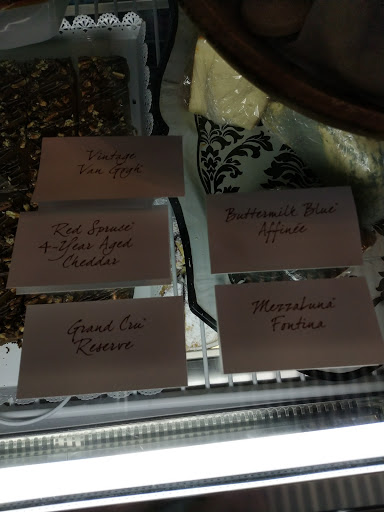 Vintage
Van Gogh®
Red Spruce®
4-Year Aged
Cheddar
Grand Cru®
Reserve
Buttermilk Blue®
Affinée
MezzaLuna®
Fontina